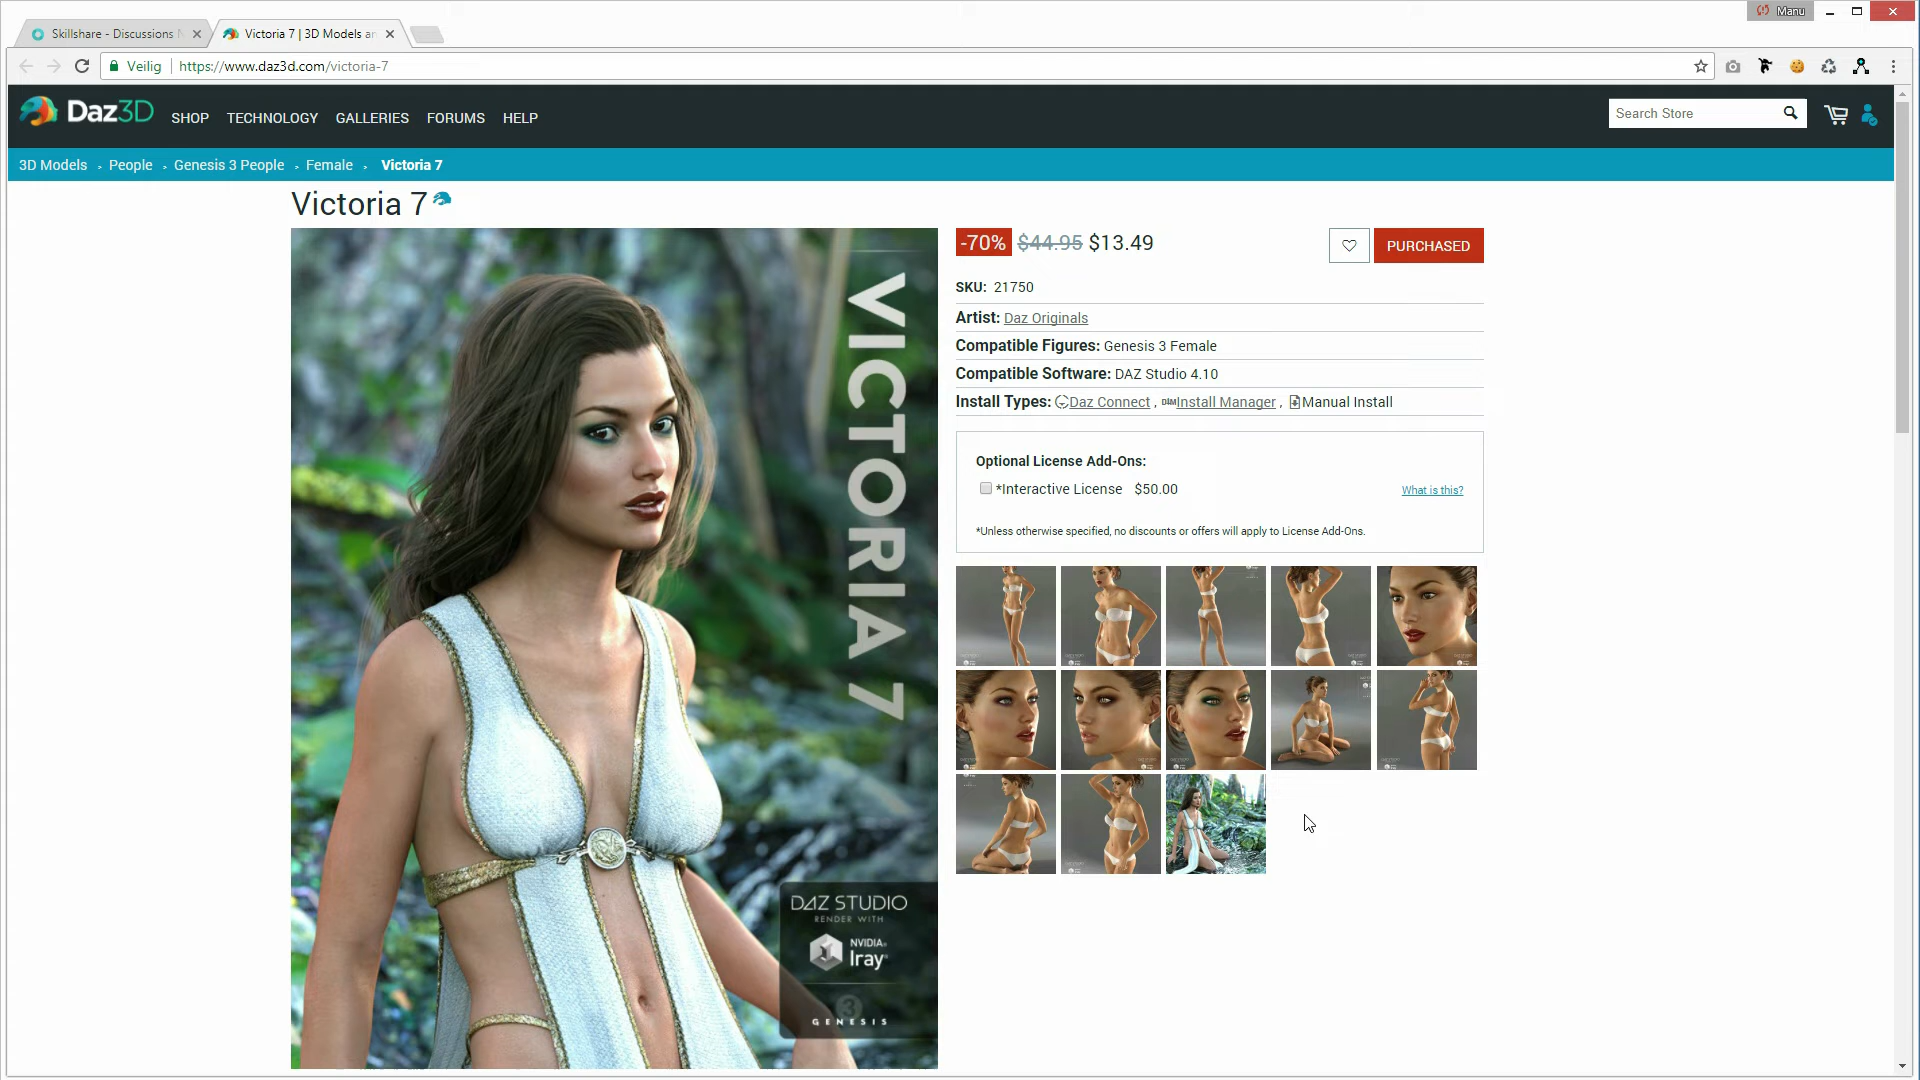 Manu
Skillshare - Discussions
Victoria 7 | 3D Models an
Veilig
https://www.daz3d.com/victoria-7
Daz3D
SHOP
TECHNOLOGY
GALLERIES
FORUMS
HELP
Search Store
3D Models
People
Genesis 3 People
Female
Victoria 7
Victoria 7
VICTORIA 7
DAZ STUDIO
RENDER WITH
NVIDIA
Iray
3
GENESIS
-70% $44.95 $13.49
PURCHASED
SKU: 21750
Artist: Daz Originals
Compatible Figures: Genesis 3 Female
Compatible Software: DAZ Studio 4.10
Install Types: Daz Connect , DIM Install Manager , Manual Install
Optional License Add-Ons:
*Interactive License $50.00
What is this?
*Unless otherwise specified, no discounts or offers will apply to License Add-Ons.